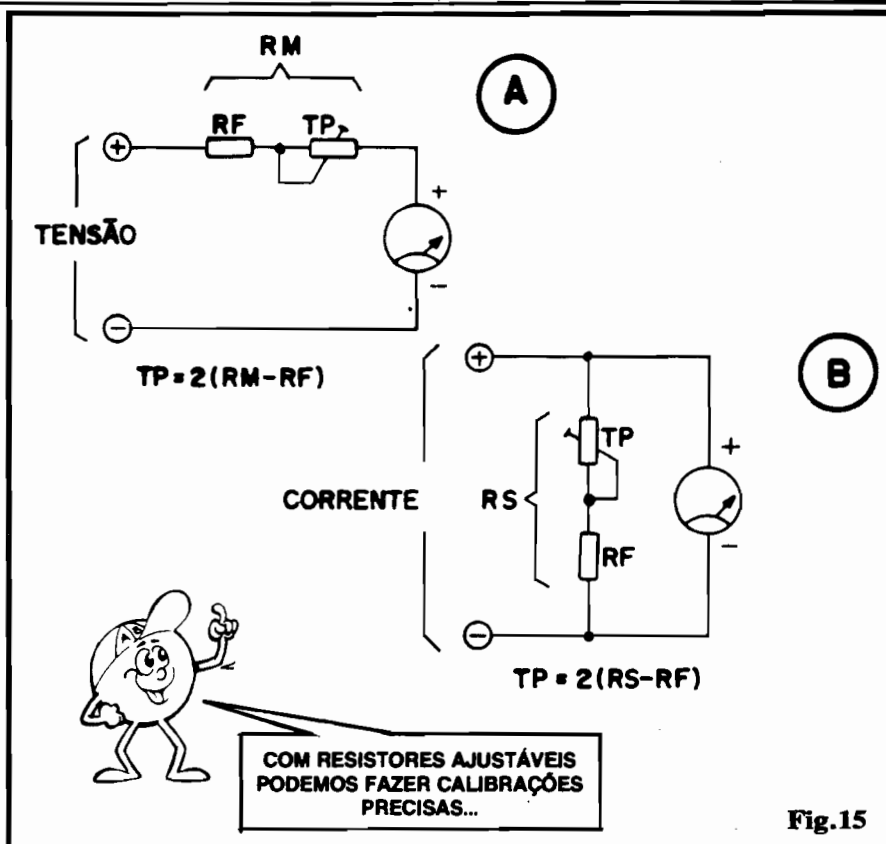 RM
A
RF TP
+
TENSÃO
+
−
−
TP=2(RM-RF)
B
+
TP
+
CORRENTE
RS
−
RF
−
TP=2(RS-RF)
COM RESISTORES AJUSTÁVEIS
PODEMOS FAZER CALIBRAÇÕES
PRECISAS...
Fig.15